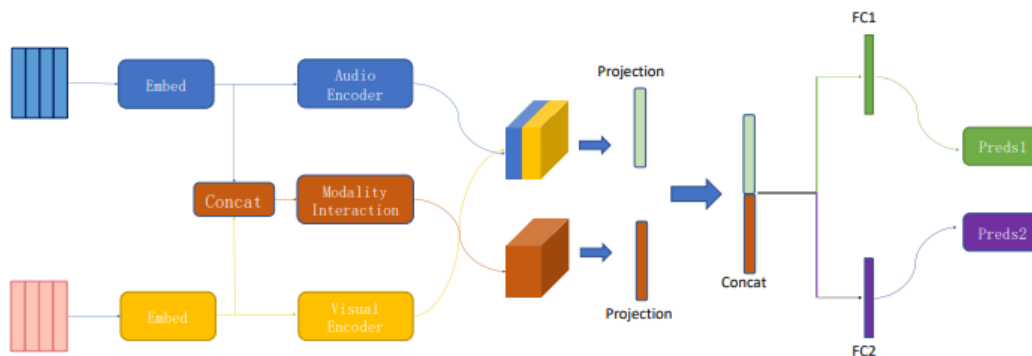 FC1
Projection
Embed
Audio
Encoder
Preds1
Concat
Modality
Interaction
Preds2
Concat
Embed
Visual
Encoder
Projection
FC2